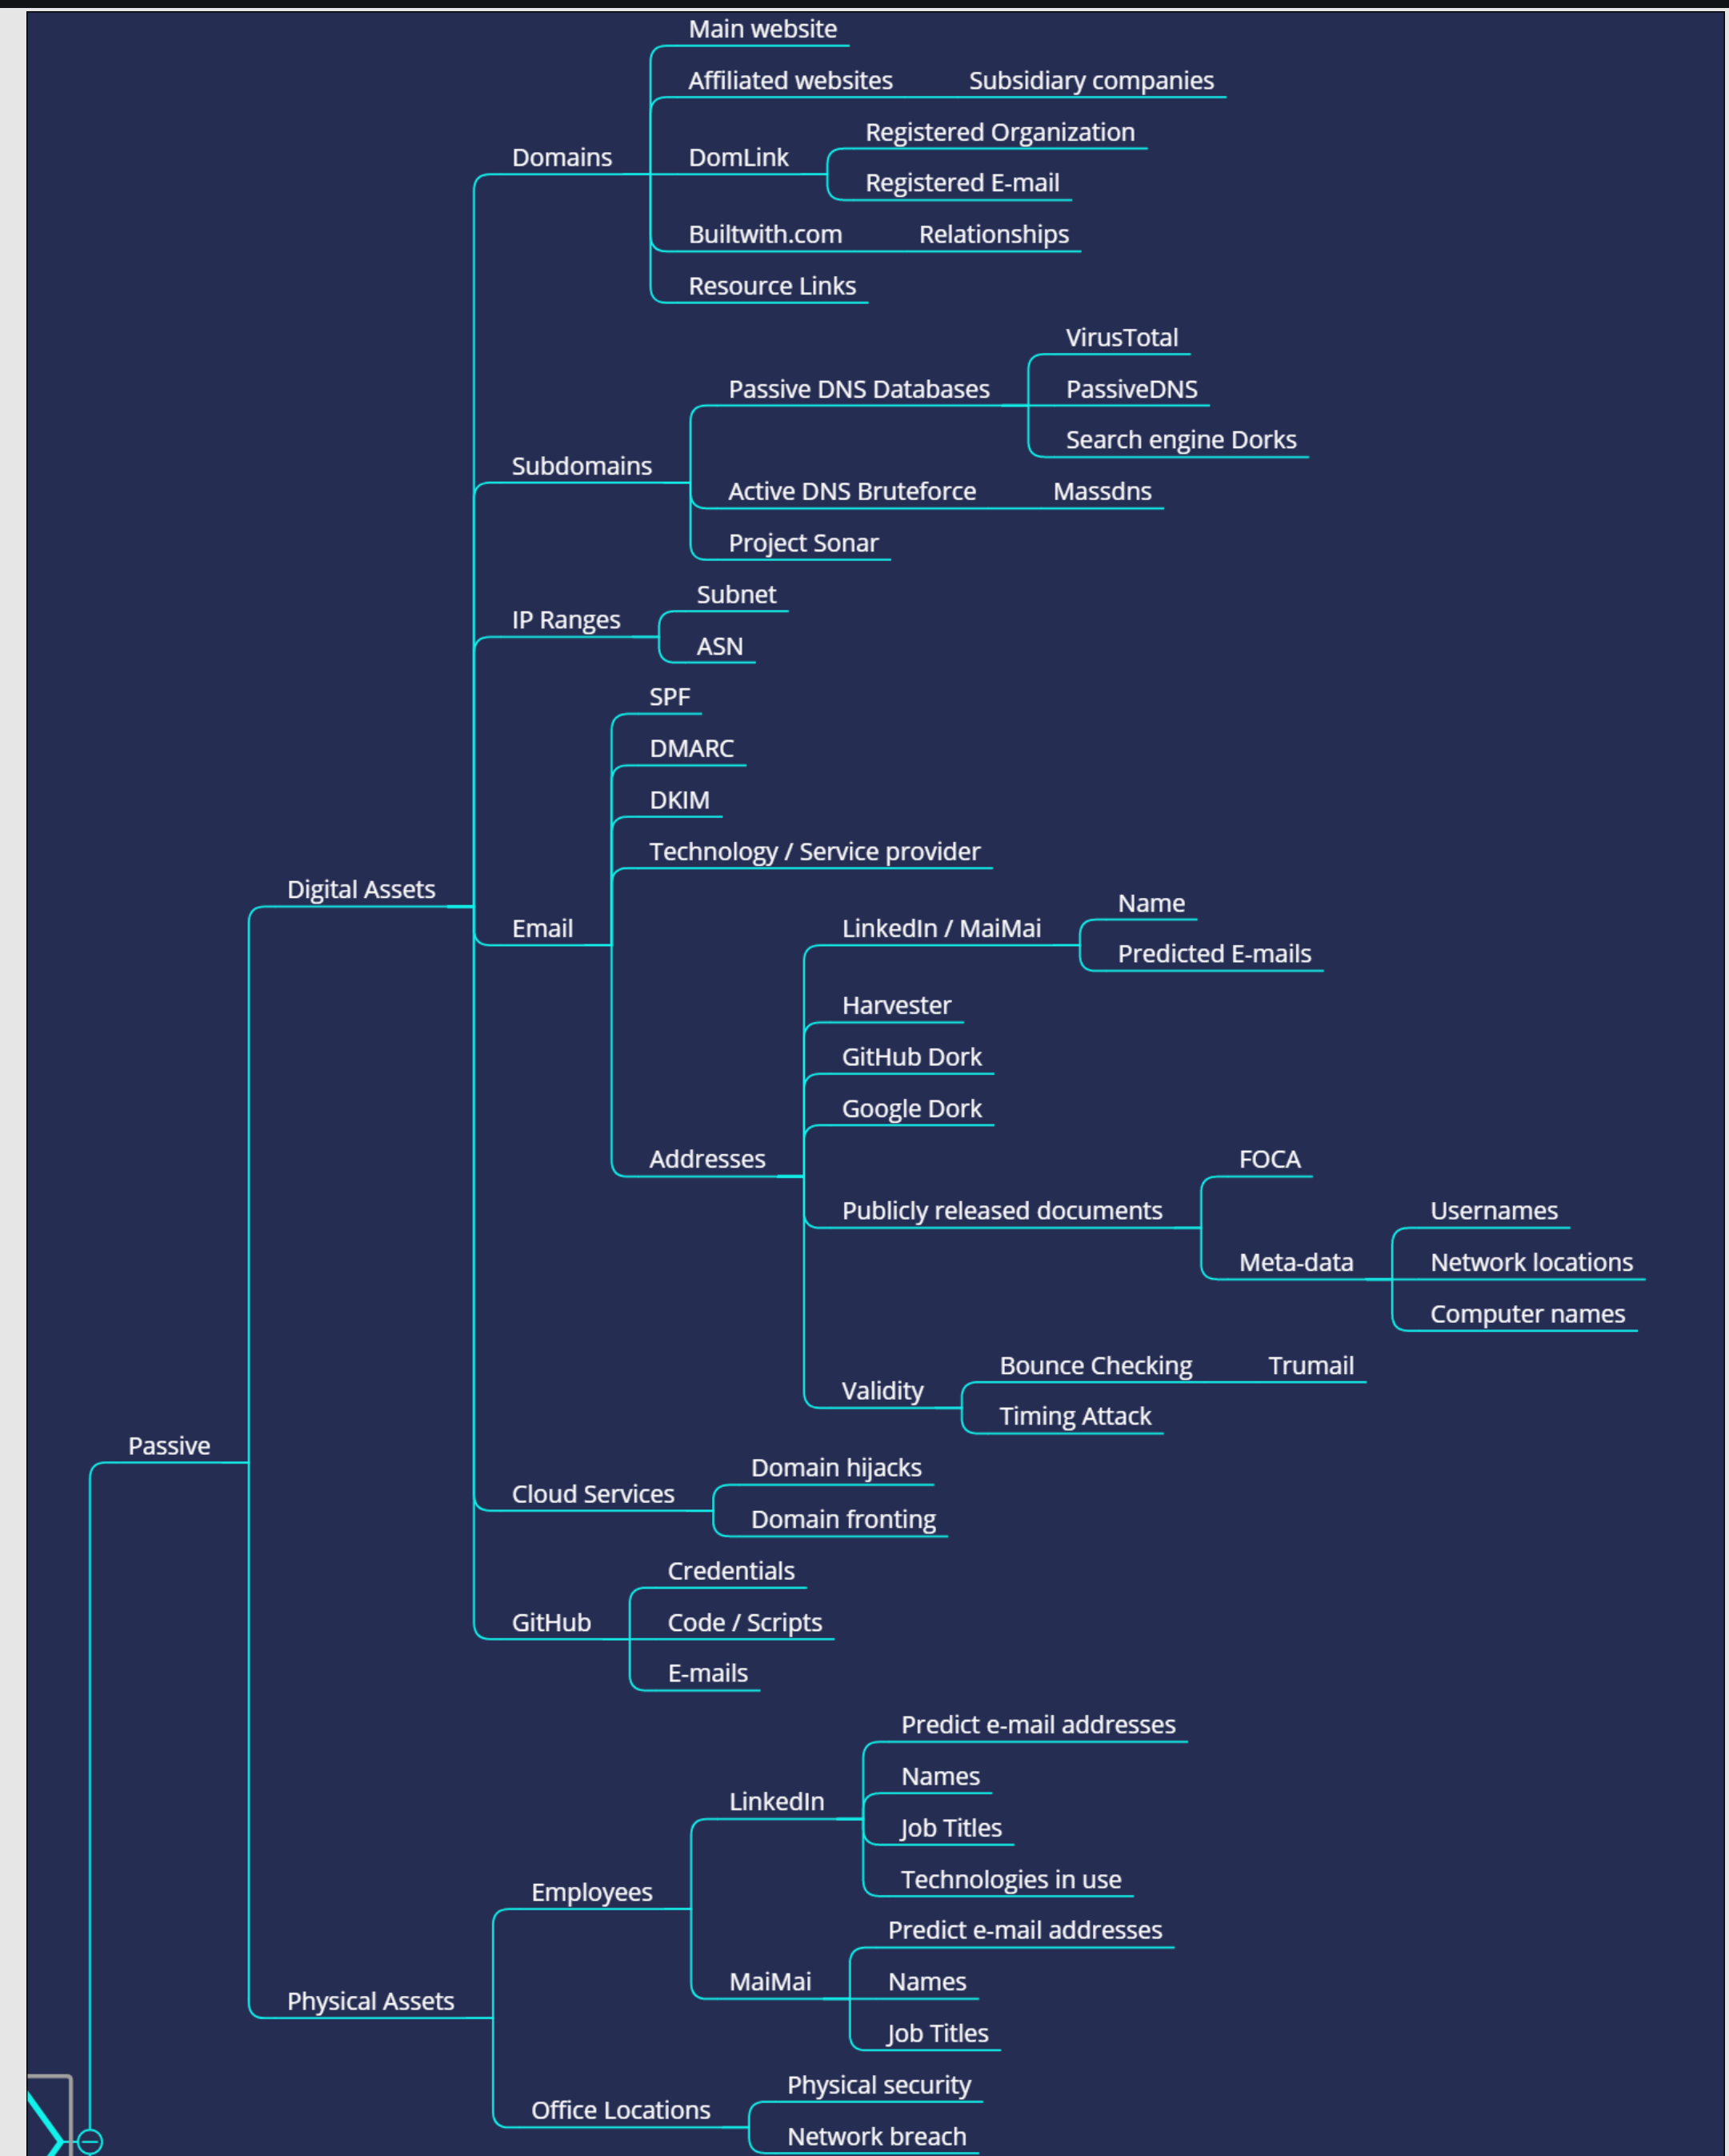 Main website
Affiliated websites Subsidiary companies
Registered Organization
Domains DomLink
Registered E-mail
Builtwith.com Relationships
Resource Links
VirusTotal
Passive DNS Databases PassiveDNS
Search engine Dorks
Subdomains
Active DNS Bruteforce Massdns
Project Sonar
Subnet
IP Ranges
ASN
SPF
DMARC
DKIM
Technology / Service provider
Digital Assets
Name
Email LinkedIn / MaiMai
Predicted E-mails
Harvester
GitHub Dork
Google Dork
Addresses FOCA
Publicly released documents Usernames
Meta-data Network locations
Computer names
Bounce Checking Trumail
Validity
Timing Attack
Passive
Domain hijacks
Cloud Services
Domain fronting
Credentials
GitHub Code / Scripts
E-mails
Predict e-mail addresses
Names
LinkedIn
Job Titles
Technologies in use
Employees
Predict e-mail addresses
MaiMai Names
Physical Assets
Job Titles
Physical security
Office Locations
Network breach